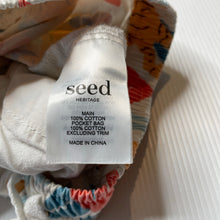 seed
HERITAGE
MAIN
100% COTTON
POCKET BAG
100% COTTON
EXCLUDING TRIM
MADE IN CHINA